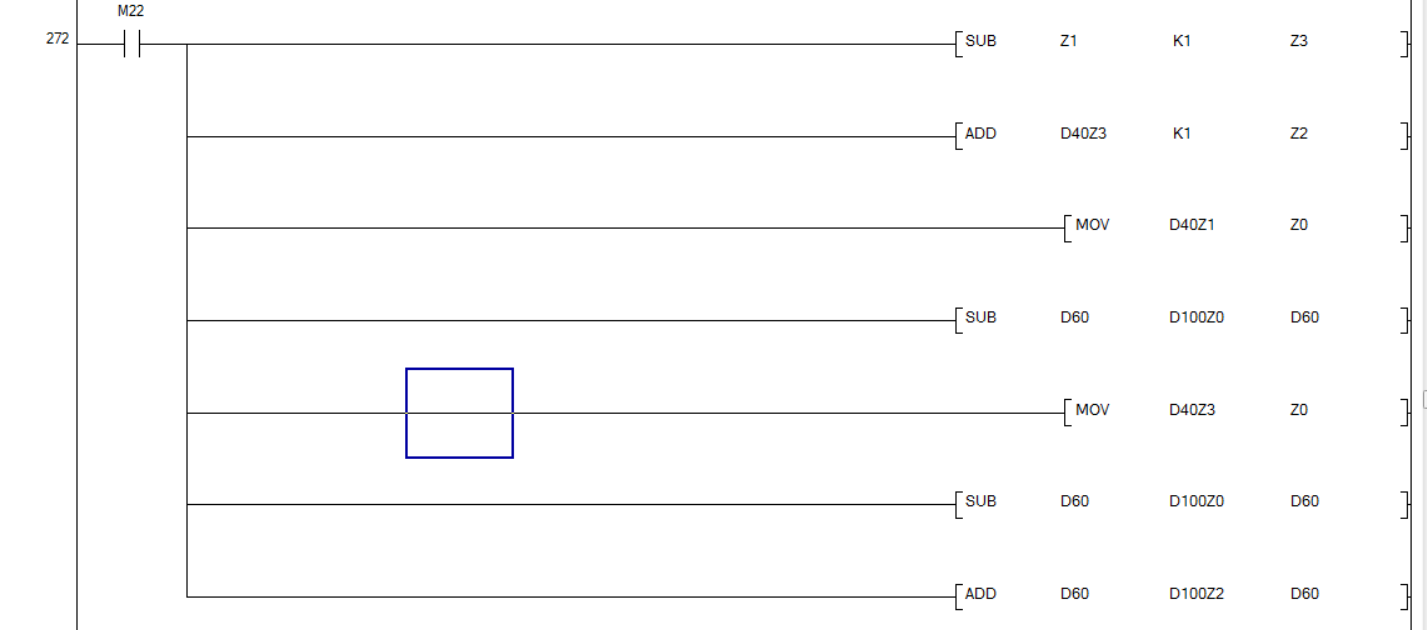 M22
272 SUB Z1 K1 Z3
ADD D40Z3 K1 Z2
MOV D40Z1 Z0
SUB D60 D100Z0 D60
MOV D40Z3 Z0
SUB D60 D100Z0 D60
ADD D60 D100Z2 D60